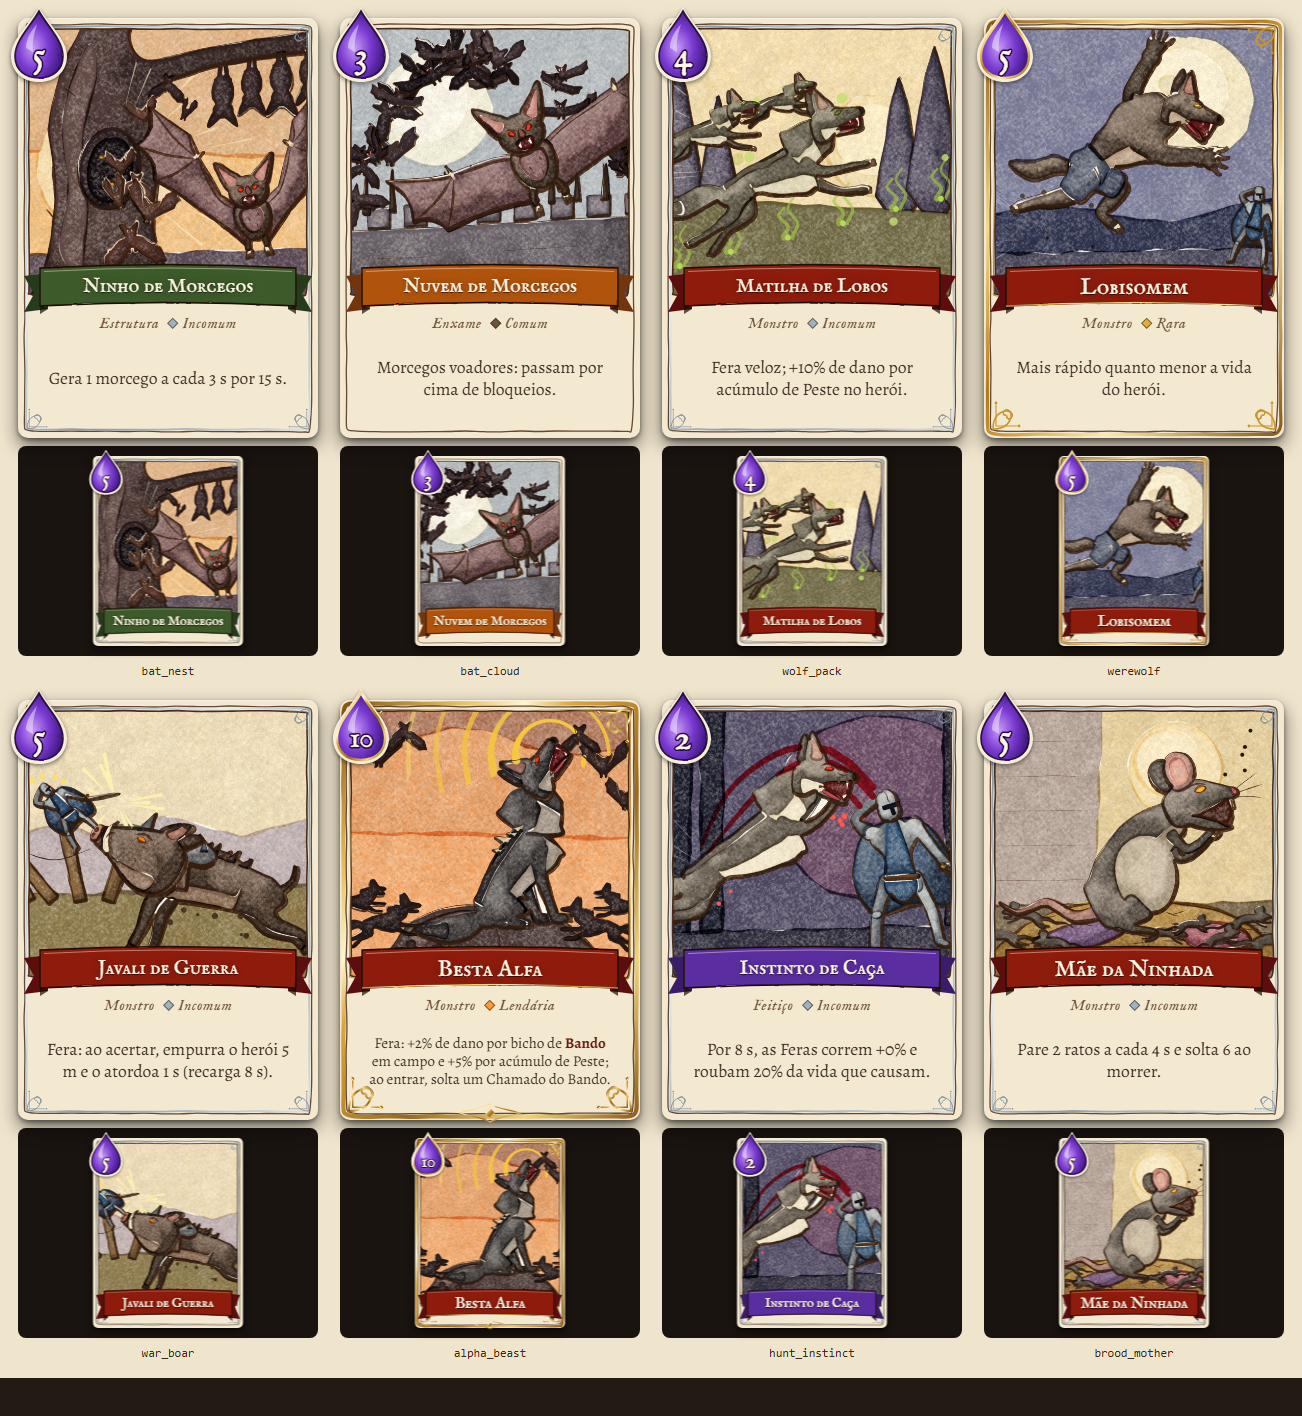 5
3
4
5
Ninho de Morcegos
Nuvem de Morcegos
Matilha de Lobos
Lobisomem
Estrutura Incomum
Enxame Comum
Monstro Incomum
Monstro Rara
Gera 1 morcego a cada 3 s por 15 s.
Morcegos voadores: passam por
cima de bloqueios.
Fera veloz; +10% de dano por
acúmulo de Peste no herói.
Mais rápido quanto menor a vida
do herói.
5
3
4
5
Ninho de Morcegos
Nuvem de Morcegos
Matilha de Lobos
Lobisomem
bat_nest
bat_cloud
wolf_pack
werewolf
5
10
2
5
Javali de Guerra
Besta Alfa
Instinto de Caça
Mãe da Ninhada
Monstro Incomum
Monstro Lendária
Feitiço Incomum
Monstro Incomum
Fera: ao acertar, empurra o herói 5
m e o atordoa 1 s (recarga 8 s).
Fera: +2% de dano por bicho de Bando
em campo e +5% por acúmulo de Peste;
ao entrar, solta um Chamado do Bando.
Por 8 s, as Feras correm +0% e
roubam 20% da vida que causam.
Pare 2 ratos a cada 4 s e solta 6 ao
morrer.
5
10
2
5
Javali de Guerra
Besta Alfa
Instinto de Caça
Mãe da Ninhada
war_boar
alpha_beast
hunt_instinct
brood_mother